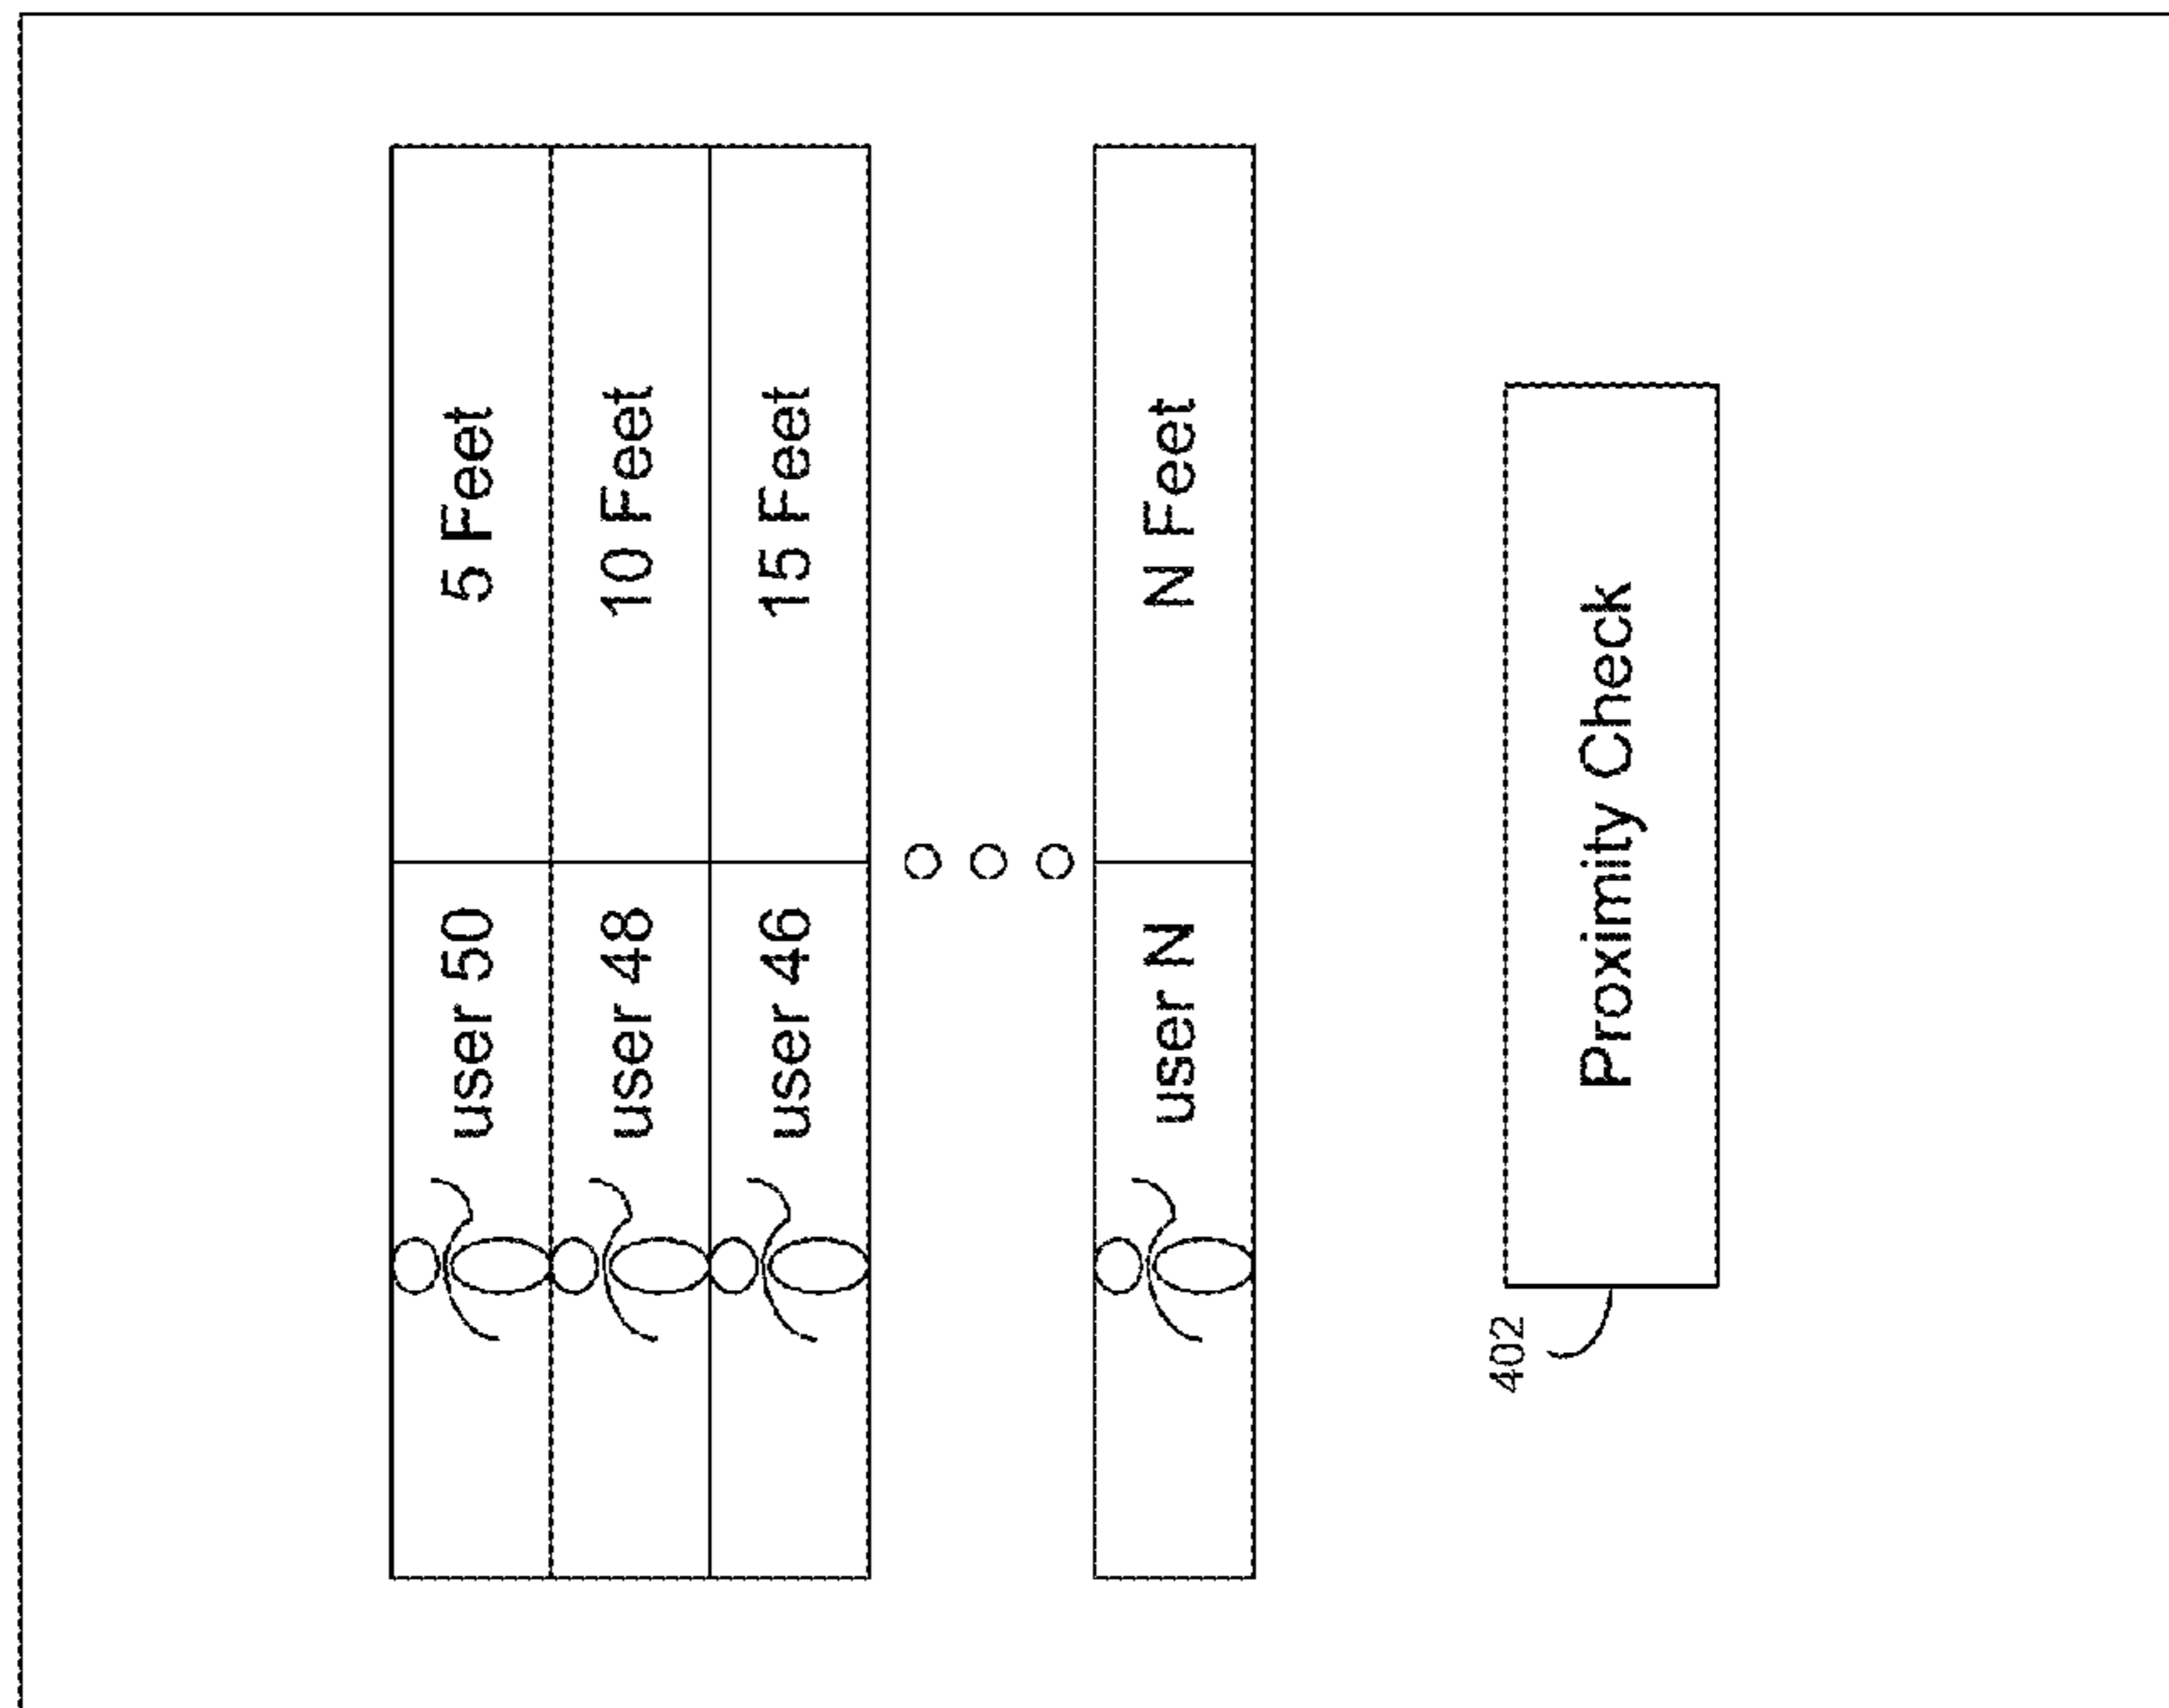 user 50 5 Feet
user 48 10 Feet
user 46 15 Feet
user N N Feet
Proximity Check
402